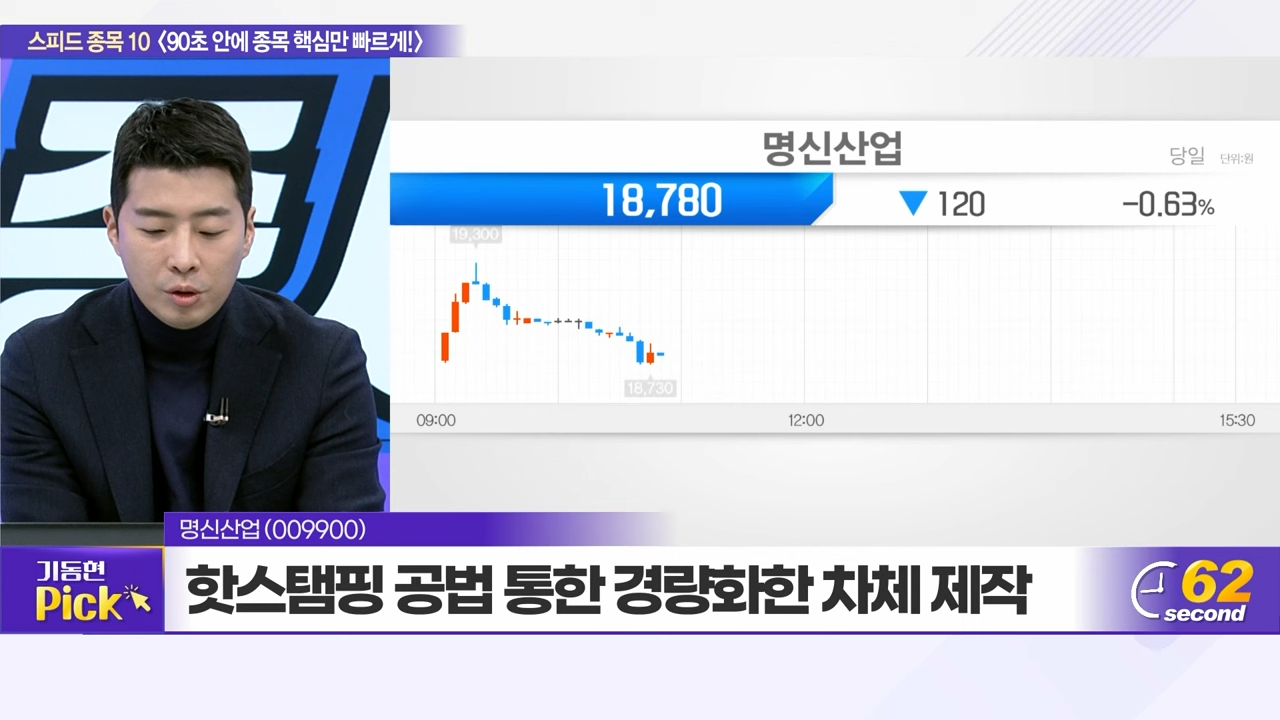 스피드 종목 10 〈90초 안에 종목 핵심만 빠르게!〉
명신산업
당일 단위:원
18,780 ▼ 120 -0.63%
19,300
18,730
09:00 12:00 15:30
명신산업(009900)
기동현
Pick
핫스탬핑 공법 통한 경량화한 차체 제작
62
second